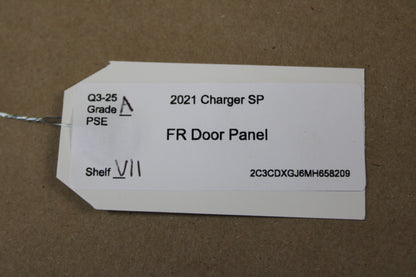 Q3-25 2021 Charger SP
Grade A
PSE
FR Door Panel
Shelf VII 2C3CDXGJ6MH658209